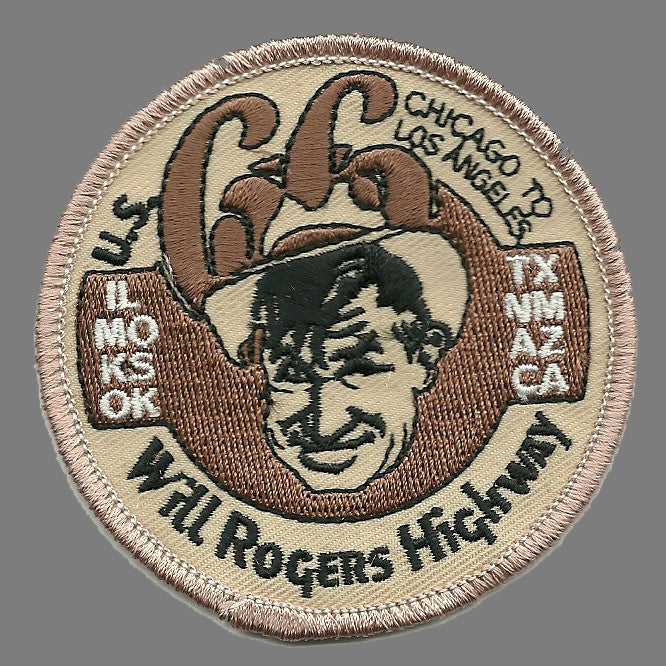 U.S. 66
CHICAGO TO
LOS ANGELES
IL
MO
KS
OK
TX
NM
AZ
CA
Will Rogers Highway